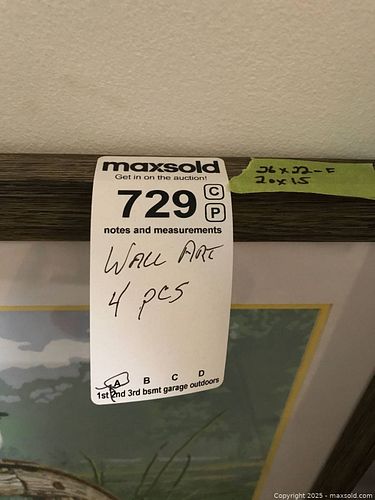 maxsold
Get in on the auction!
729 C
P
26 x 22 - F
20 x 15
notes and measurements
WALL ART
4 pcs
A B C D
1st 2nd 3rd bsmt garage outdoors
Copyright 2025 - maxsold.com